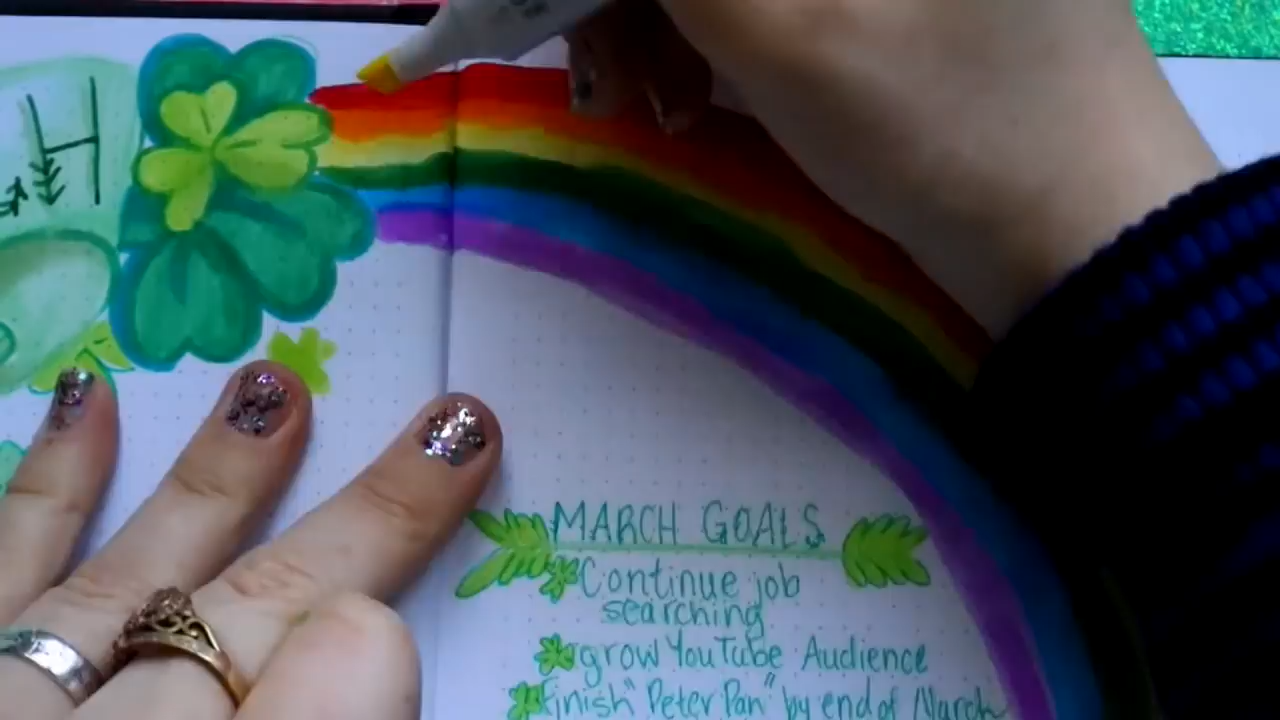 H
MARCH GOALS
Continue job
searching
grow YouTube Audience
Finish "Peter Pan" by end of March